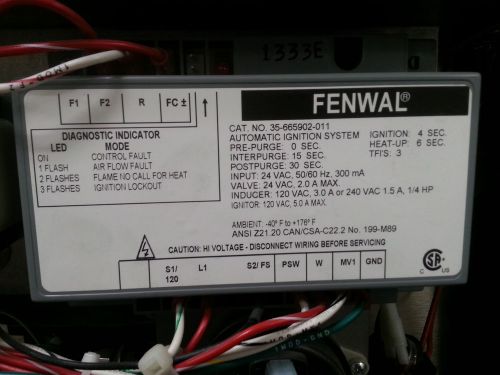 1333E
F1 F2 R FC ±
FENWAL®
DIAGNOSTIC INDICATOR
LED MODE
ON CONTROL FAULT
1 FLASH AIR FLOW FAULT
2 FLASHES FLAME NO CALL FOR HEAT
3 FLASHES IGNITION LOCKOUT
CAT. NO. 35-665902-011
AUTOMATIC IGNITION SYSTEM IGNITION: 4 SEC.
PRE-PURGE: 0 SEC HEAT-UP: 6 SEC.
INTERPURGE: 15 SEC. TFI'S: 3
POSTPURGE: 30 SEC.
INPUT: 24 VAC, 50/60 HZ, 300 mA
VALVE: 24 VAC, 2.0 A MAX.
INDUCER: 120 VAC, 3.0 A or 240 VAC 1.5 A, 1/4 HP
IGNITOR: 120 VAC, 5.0 A MAX.
AMBIENT: -40° F to +176° F
ANSI Z21.20 CAN/CSA-C22.2 No. 199-M89
CAUTION: HI VOLTAGE - DISCONNECT WIRING BEFORE SERVICING
S1/ 120 L1 S2/ FS PSW W MV1 GND
C US